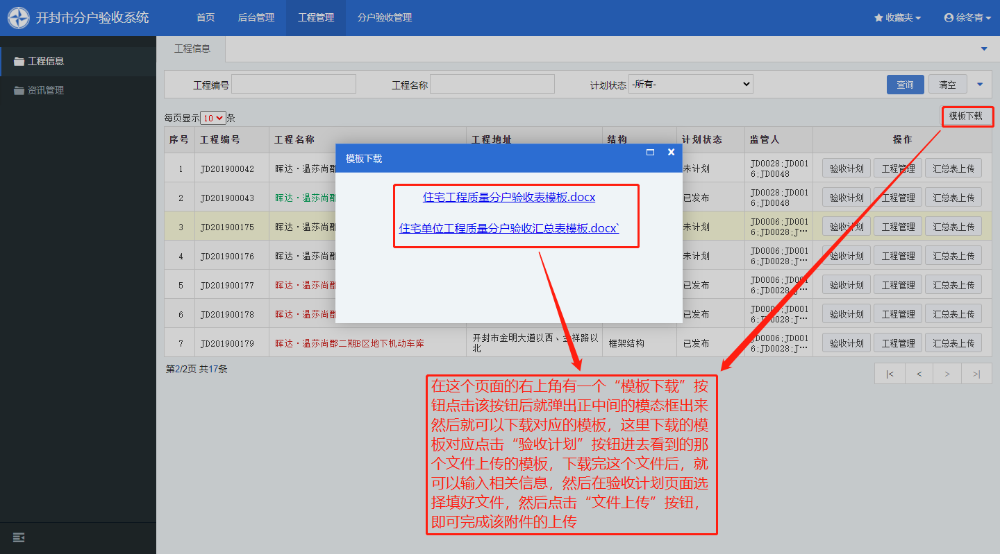 开封市分户验收系统 首页 后台管理 工程管理 分户验收管理 收藏夹 徐冬青
工程信息
资讯管理
工程信息
工程编号 工程名称 计划状态 -所有- 查询 清空
每页显示 10 条 模板下载
序号 工程编号 工程名称 工程地址 结构 计划状态 监管人 操作
1 JD201900042 晖达·温莎尚郡 未计划 JD0028;JD001
6;JD0048 验收计划 工程管理 汇总表上传
2 JD201900043 晖达·温莎尚郡 已发布 JD0028;JD001
6;JD0048 验收计划 工程管理 汇总表上传
3 JD201900175 晖达·温莎尚郡 未计划 JD0006;JD001
6;JD0028;J… 验收计划 工程管理 汇总表上传
4 JD201900176 晖达·温莎尚郡 未计划 JD0006;JD001
6;JD0028;J… 验收计划 工程管理 汇总表上传
5 JD201900177 晖达·温莎尚郡 已发布 JD0006;JD001
6;JD0028;J… 验收计划 工程管理 汇总表上传
6 JD201900178 晖达·温莎尚郡 已发布 JD0006;JD001
6;JD0028;J… 验收计划 工程管理 汇总表上传
7 JD201900179 晖达·温莎尚郡二期B区地下机动车库 开封市金明大道以西、金祥路以
北 框架结构 已发布 JD0006;JD001
6;JD0028;J… 验收计划 工程管理 汇总表上传
第2/2页 共17条 |< < > >|
模板下载
住宅工程质量分户验收表模板.docx
住宅单位工程质量分户验收汇总表模板.docx`
在这个页面的右上角有一个“模板下载”按
钮点击该按钮后就弹出正中间的模态框出来
然后就可以下载对应的模板，这里下载的模
板对应点击“验收计划”按钮进去看到的那
个文件上传的模板，下载完这个文件后，就
可以输入相关信息，然后在验收计划页面选
择填好文件，然后点击“文件上传”按钮，
即可完成该附件的上传